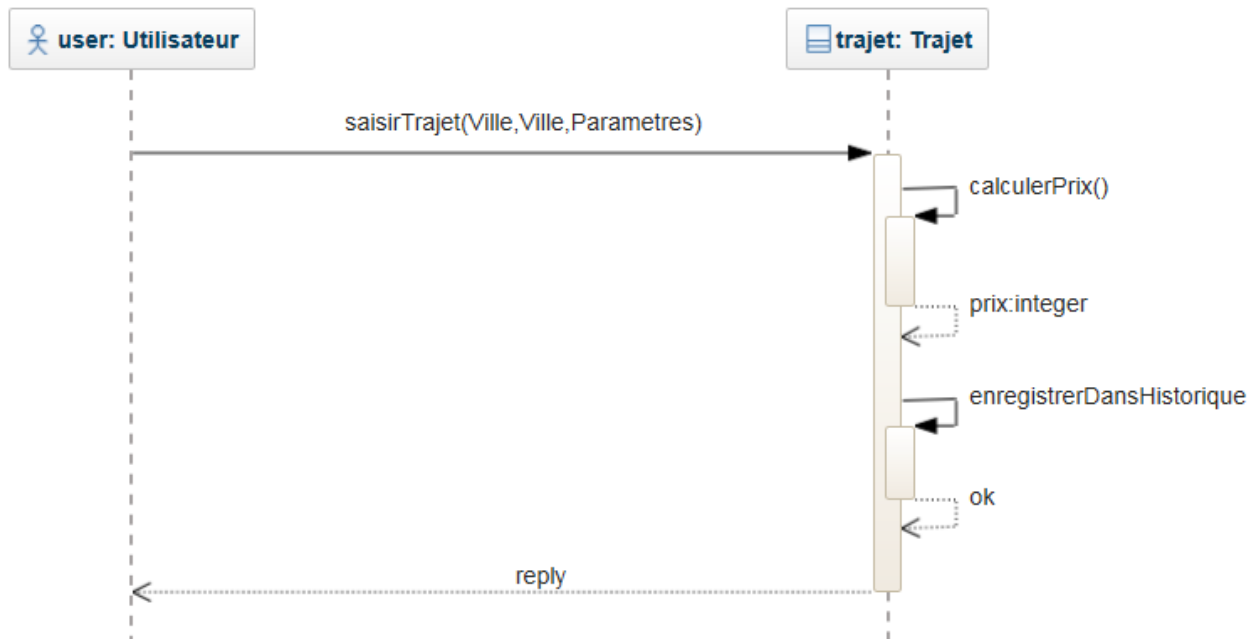 user: Utilisateur
trajet: Trajet
saisirTrajet(Ville,Ville,Parametres)
calculerPrix()
prix:integer
enregistrerDansHistorique
ok
reply